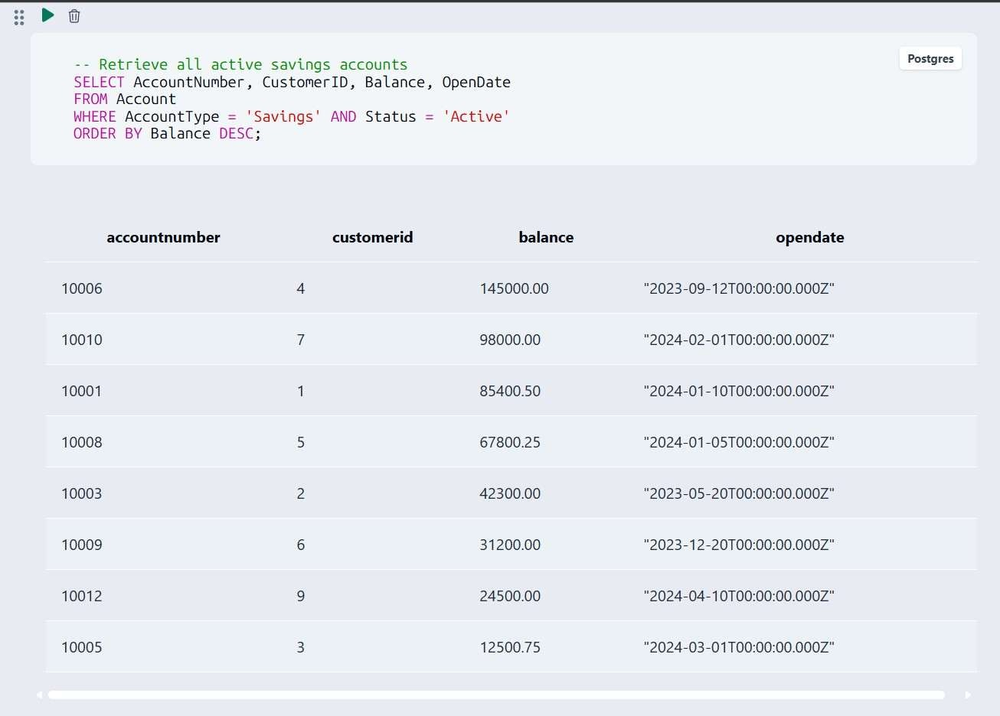 -- Retrieve all active savings accounts
Postgres
SELECT AccountNumber, CustomerID, Balance, OpenDate
FROM Account
WHERE AccountType = 'Savings' AND Status = 'Active'
ORDER BY Balance DESC;
accountnumber customerid balance opendate
10006 4 145000.00 "2023-09-12T00:00:00.000Z"
10010 7 98000.00 "2024-02-01T00:00:00.000Z"
10001 1 85400.50 "2024-01-10T00:00:00.000Z"
10008 5 67800.25 "2024-01-05T00:00:00.000Z"
10003 2 42300.00 "2023-05-20T00:00:00.000Z"
10009 6 31200.00 "2023-12-20T00:00:00.000Z"
10012 9 24500.00 "2024-04-10T00:00:00.000Z"
10005 3 12500.75 "2024-03-01T00:00:00.000Z"